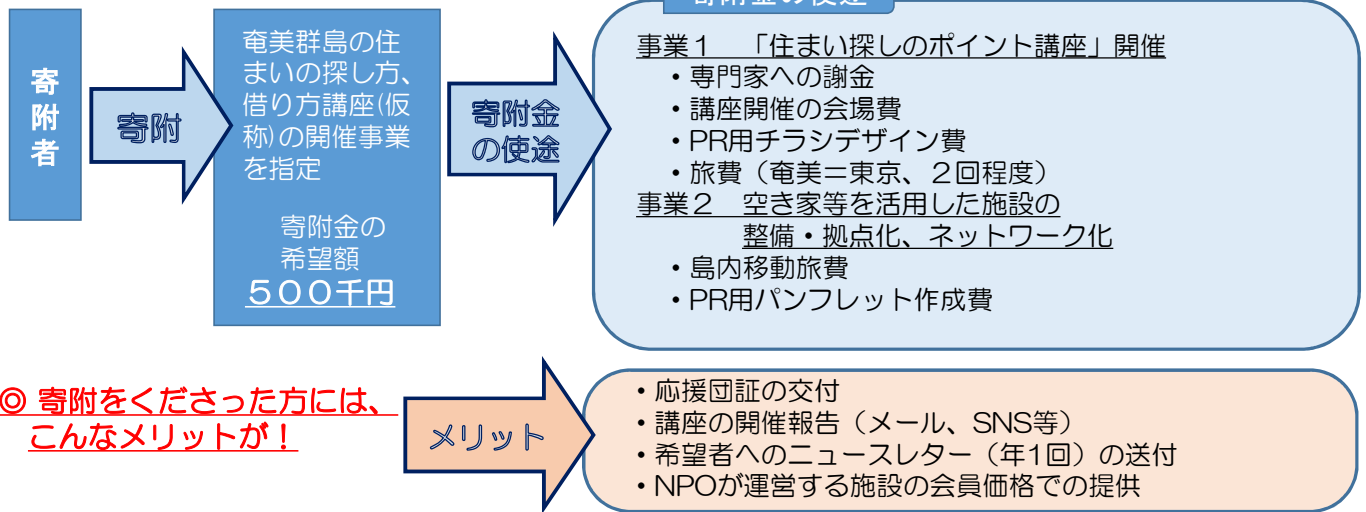 寄附金の使途
寄附者
寄附
奄美群島の住
まいの探し方、
借り方講座(仮
称)の開催事業
を指定
寄附金の
希望額
500千円
寄附金
の使途
事業1 「住まい探しのポイント講座」開催
・専門家への謝金
・講座開催の会場費
・PR用チラシデザイン費
・旅費（奄美＝東京、2回程度）
事業2 空き家等を活用した施設の
整備・拠点化、ネットワーク化
・島内移動旅費
・PR用パンフレット作成費
◎ 寄附をくださった方には、
こんなメリットが！
メリット
・応援団証の交付
・講座の開催報告（メール、SNS等）
・希望者へのニュースレター（年1回）の送付
・NPOが運営する施設の会員価格での提供